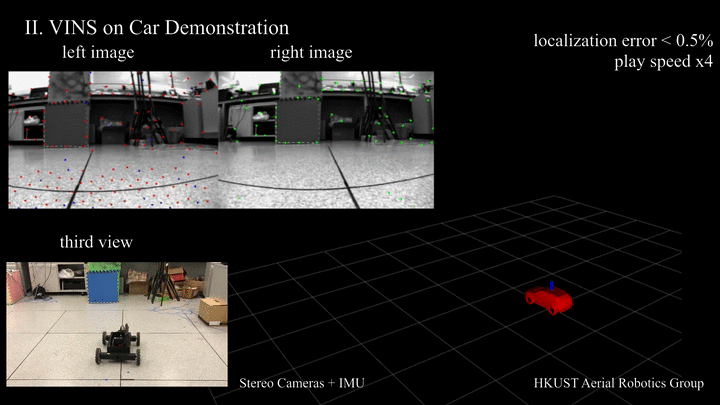 II. VINS on Car Demonstration
left image
right image
localization error < 0.5%
play speed x4
third view
Stereo Cameras + IMU
HKUST Aerial Robotics Group